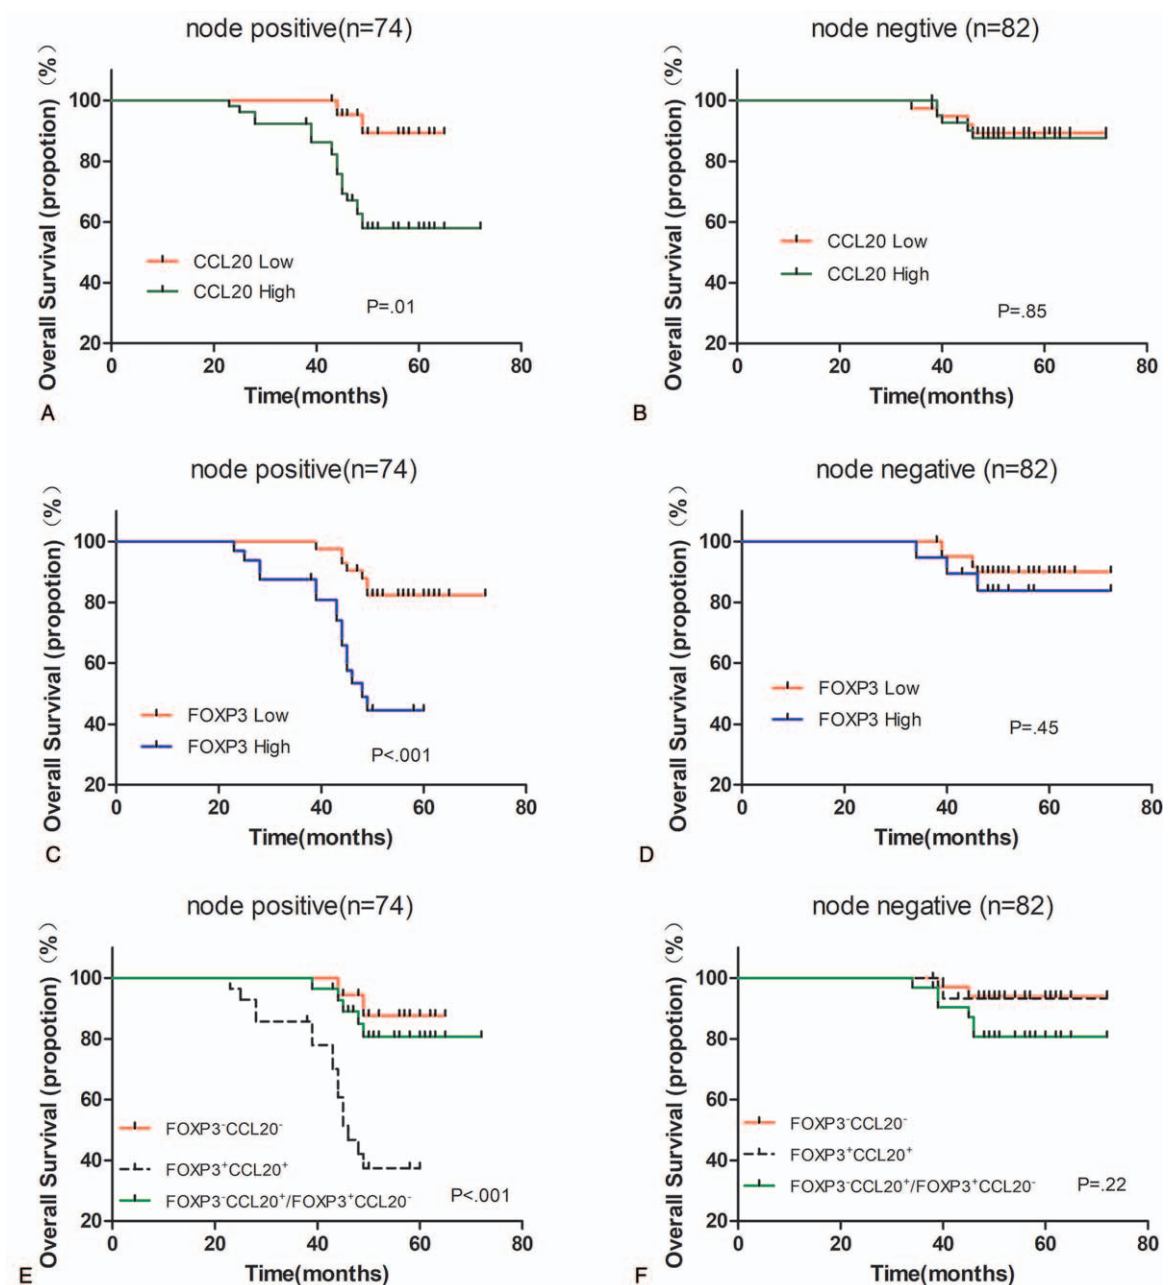 node positive(n=74)
Overall Survival (propotion) (%)
100
80
60
40
20
CCL20 Low
CCL20 High
P=.01
0 20 40 60 80
Time(months)
A
node negtive (n=82)
Overall Survival (propotion) (%)
100
80
60
40
20
CCL20 Low
CCL20 High
P=.85
0 20 40 60 80
Time(months)
B
node positive(n=74)
Overall Survival (propotion) (%)
100
80
60
40
20
FOXP3 Low
FOXP3 High
P<.001
0 20 40 60 80
Time(months)
C
node negative (n=82)
Overall Survival (propotion) (%)
100
80
60
40
20
FOXP3 Low
FOXP3 High
P=.45
0 20 40 60 80
Time(months)
D
node positive(n=74)
Overall Survival (propotion) (%)
100
80
60
40
20
FOXP3⁻CCL20⁻
FOXP3⁺CCL20⁺
FOXP3⁻CCL20⁺/FOXP3⁺CCL20⁻
P<.001
0 20 40 60 80
Time(months)
E
node negative (n=82)
Overall Survival (propotion) (%)
100
80
60
40
20
FOXP3⁻CCL20⁻
FOXP3⁺CCL20⁺
FOXP3⁻CCL20⁺/FOXP3⁺CCL20⁻
P=.22
0 20 40 60 80
Time(months)
F